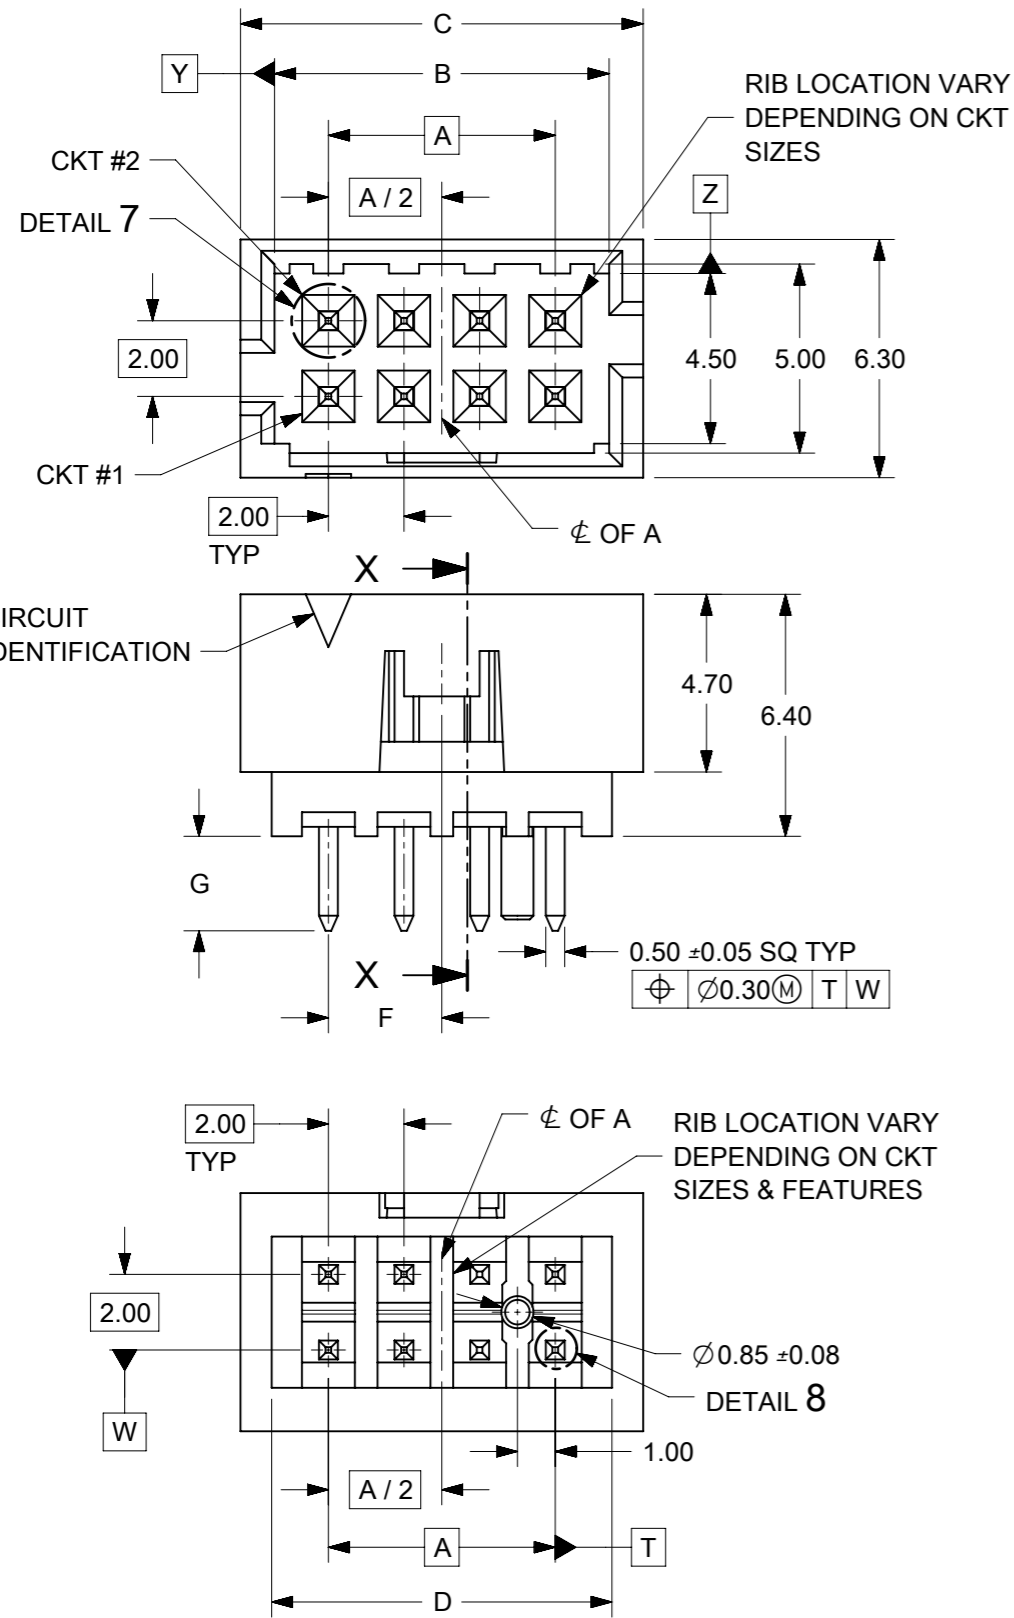 C
Y
B
RIB LOCATION VARY
DEPENDING ON CKT
SIZES
A
CKT #2
A / 2
Z
DETAIL 7
2.00
4.50
5.00
6.30
CKT #1
2.00
TYP
℄ OF A
X
IRCUIT
DENTIFICATION
4.70
6.40
G
0.50 ±0.05 SQ TYP
⌖ ∅0.30Ⓜ T W
X
F
2.00
TYP
℄ OF A
RIB LOCATION VARY
DEPENDING ON CKT
SIZES & FEATURES
2.00
∅0.85 ±0.08
DETAIL 8
W
1.00
A / 2
A
T
D